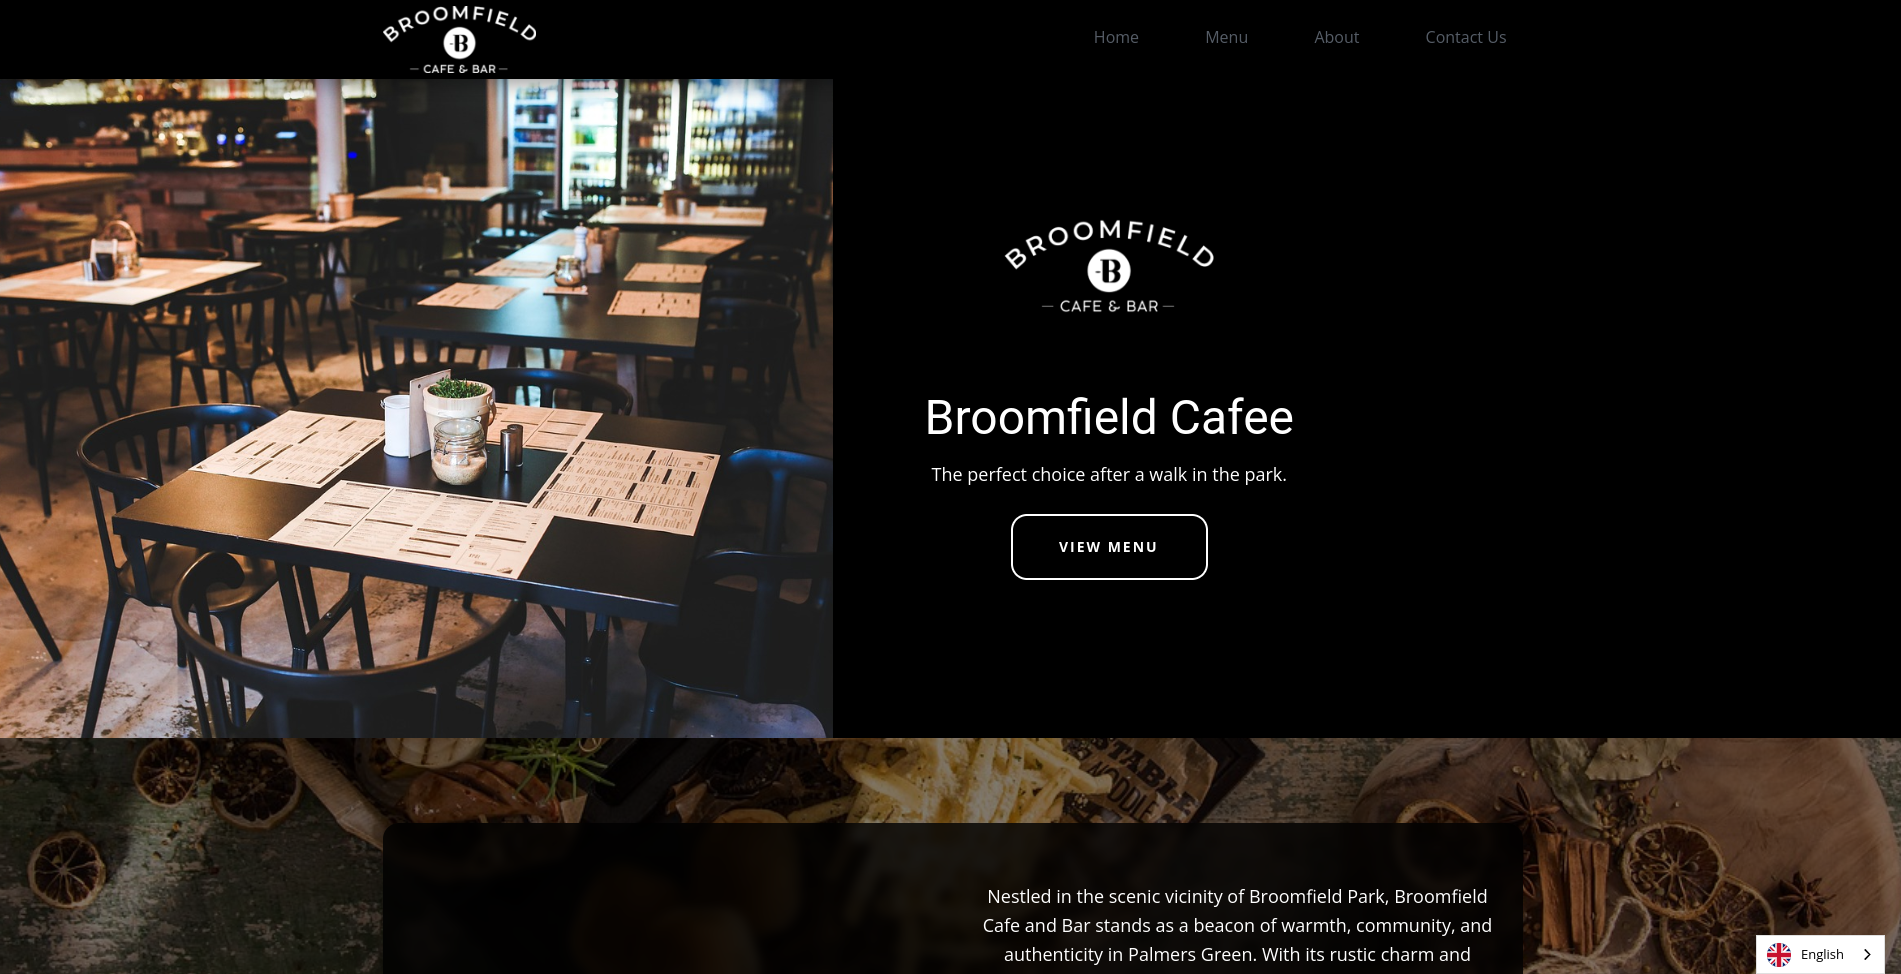 BROOMFIELD
B
CAFE & BAR
Home
Menu
About
Contact Us
BROOMFIELD
B
CAFE & BAR
Broomfield Cafee
The perfect choice after a walk in the park.
VIEW MENU
STABLE
NOODLE
Nestled in the scenic vicinity of Broomfield Park, Broomfield
Cafe and Bar stands as a beacon of warmth, community, and
authenticity in Palmers Green. With its rustic charm and
English